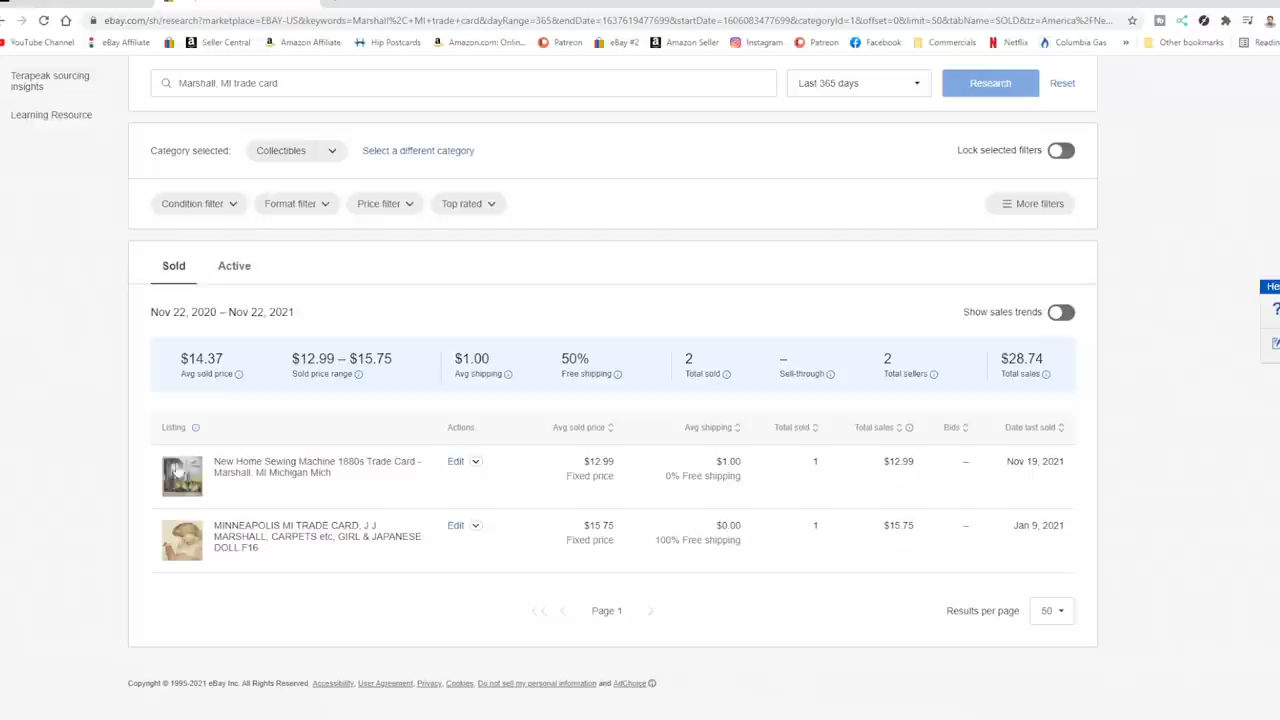 ebay.com/sh/research?marketplace=EBAY-US&keywords=Marshall%2C+MI+trade+card&dayRange=365&endDate=1637619477699&startDate=1606083477699&categoryId=1&offset=0&limit=50&tabName=SOLD&tz=America%2FNe...
YouTube Channel eBay Affiliate Seller Central Amazon Affiliate Hip Postcards Amazon.com: Onlin... Patreon eBay #2 Amazon Seller Instagram Patreon Facebook Commercials Netflix Columbia Gas » Other bookmarks Readin
Terapeak sourcing
insights
Learning Resource
Marshall, MI trade card Last 365 days Research Reset
Category selected: Collectibles Select a different category Lock selected filters
Condition filter Format filter Price filter Top rated More filters
Sold Active
Nov 22, 2020 – Nov 22, 2021 Show sales trends
$14.37 $12.99 – $15.75 $1.00 50% 2 – 2 $28.74
Avg sold price Sold price range Avg shipping Free shipping Total sold Sell-through Total sellers Total sales
Listing Actions Avg sold price Avg shipping Total sold Total sales Bids Date last sold
New Home Sewing Machine 1880s Trade Card - Edit $12.99 $1.00 1 $12.99 – Nov 19, 2021
Marshall, MI Michigan Mich Fixed price 0% Free shipping
MINNEAPOLIS MI TRADE CARD, J J Edit $15.75 $0.00 1 $15.75 – Jan 9, 2021
MARSHALL, CARPETS etc, GIRL & JAPANESE Fixed price 100% Free shipping
DOLL F16
Page 1 Results per page 50
Copyright © 1995-2021 eBay Inc. All Rights Reserved. Accessibility, User Agreement, Privacy, Cookies, Do not sell my personal information and AdChoice
He
?